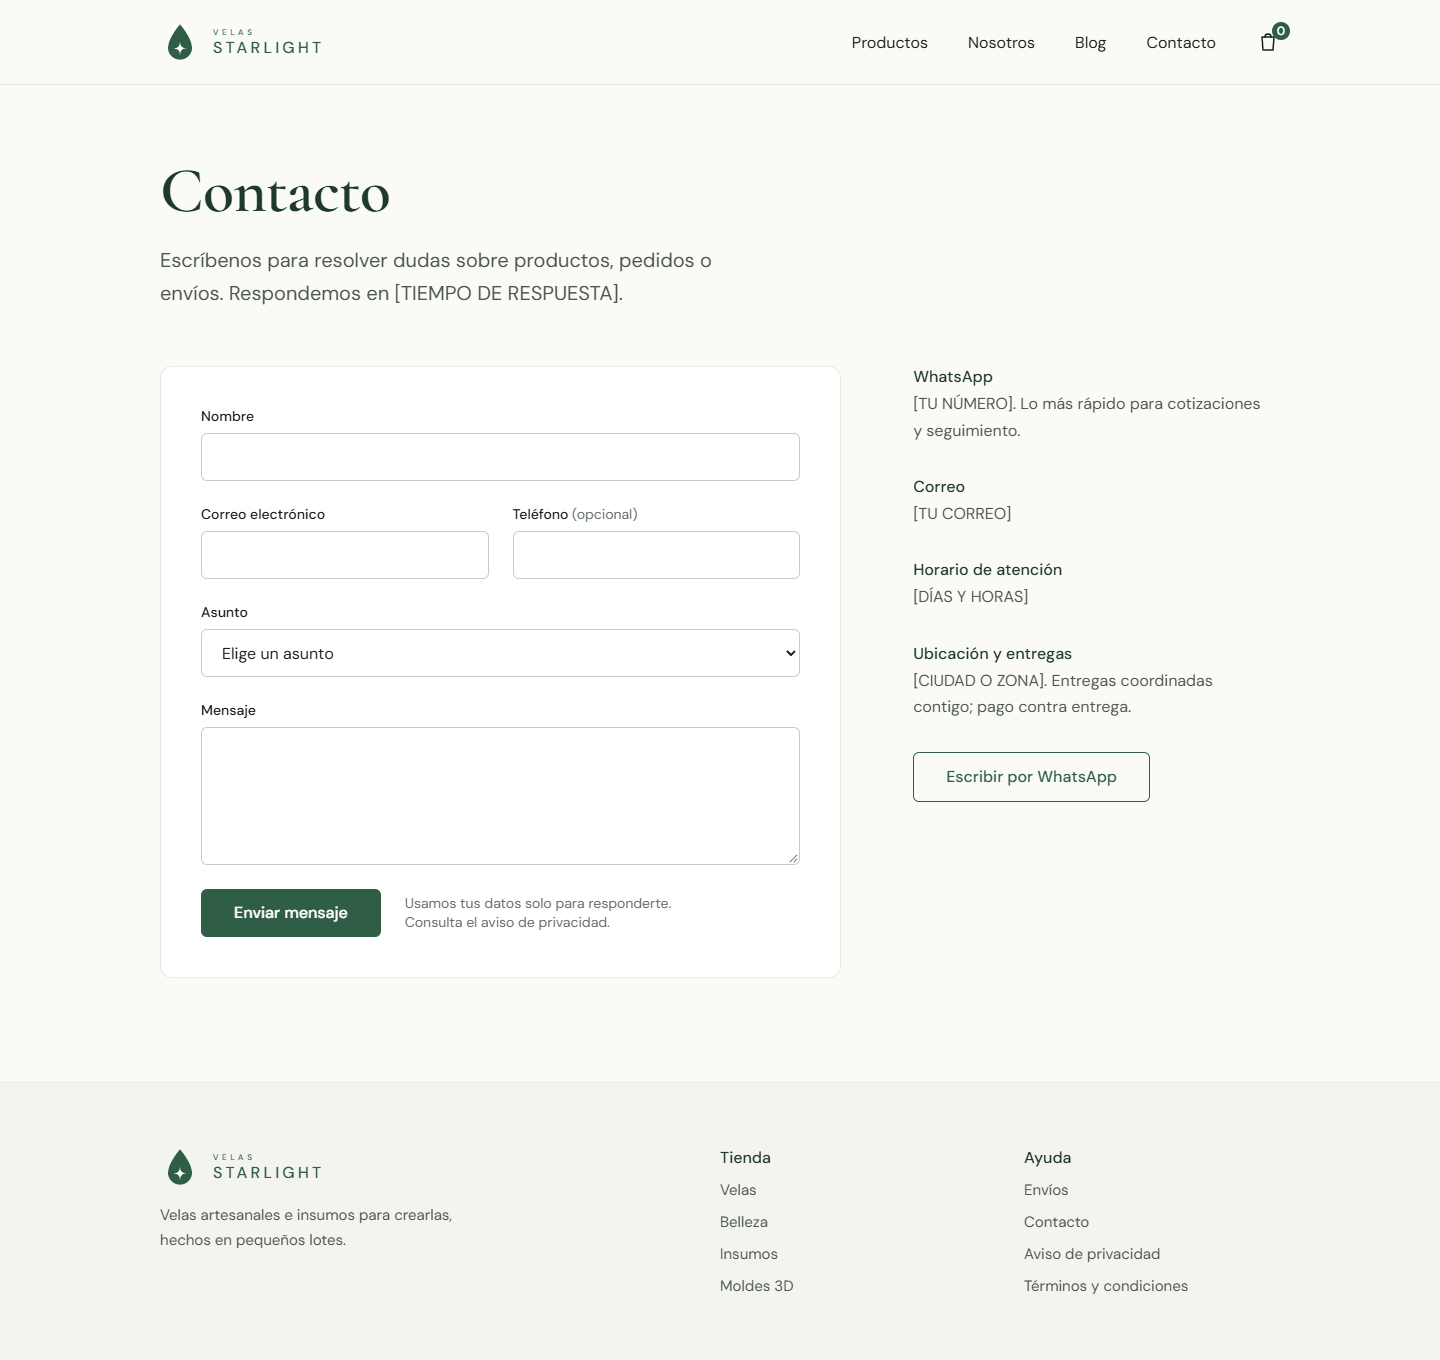 VELAS
STARLIGHT
Productos
Nosotros
Blog
Contacto
0
Contacto
Escríbenos para resolver dudas sobre productos, pedidos o
envíos. Respondemos en [TIEMPO DE RESPUESTA].
Nombre
Correo electrónico
Teléfono (opcional)
Asunto
Elige un asunto
Mensaje
Enviar mensaje
Usamos tus datos solo para responderte.
Consulta el aviso de privacidad.
WhatsApp
[TU NÚMERO]. Lo más rápido para cotizaciones
y seguimiento.
Correo
[TU CORREO]
Horario de atención
[DÍAS Y HORAS]
Ubicación y entregas
[CIUDAD O ZONA]. Entregas coordinadas
contigo; pago contra entrega.
Escribir por WhatsApp
VELAS
STARLIGHT
Velas artesanales e insumos para crearlas,
hechos en pequeños lotes.
Tienda
Velas
Belleza
Insumos
Moldes 3D
Ayuda
Envíos
Contacto
Aviso de privacidad
Términos y condiciones